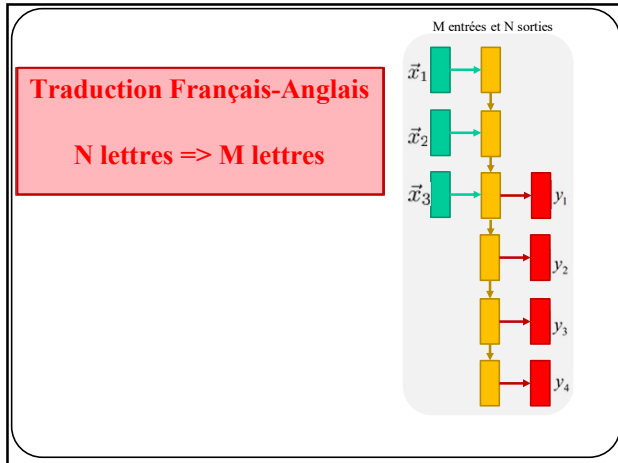 M entrées et N sorties
Traduction Français-Anglais
N lettres => M lettres
x⃗₁
x⃗₂
x⃗₃
y₁
y₂
y₃
y₄